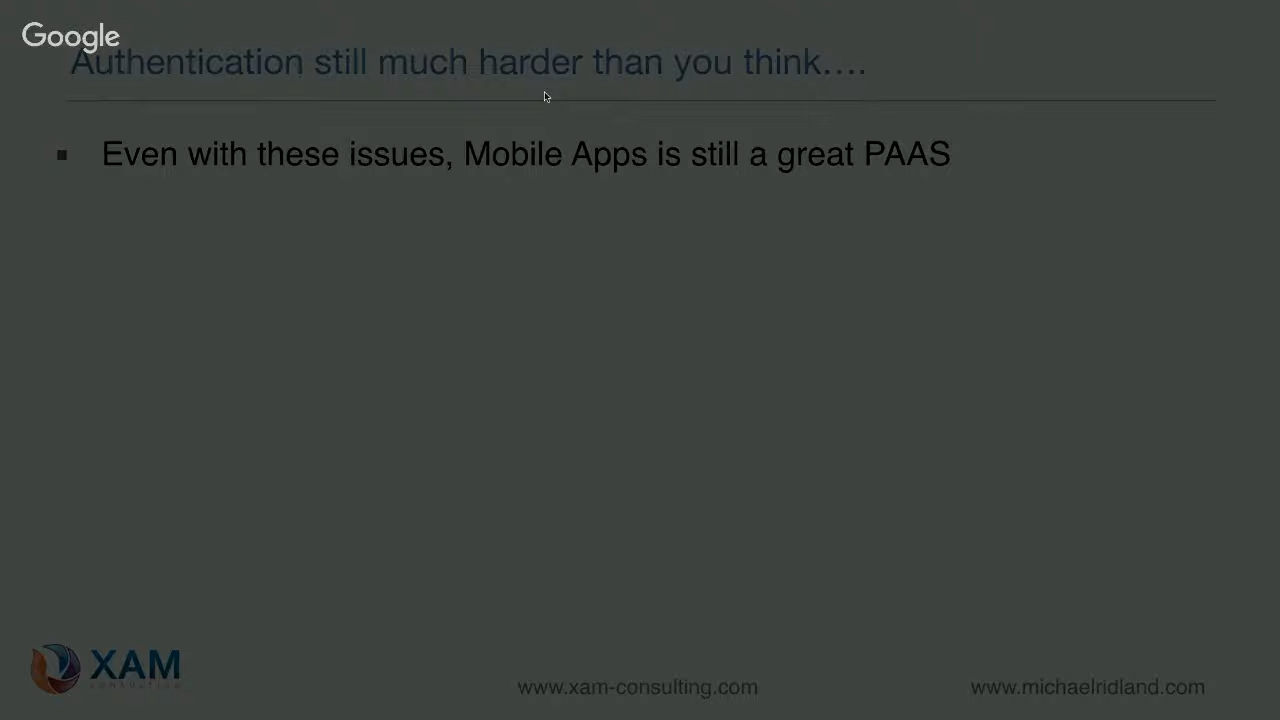 Google
Authentication still much harder than you think....
Even with these issues, Mobile Apps is still a great PAAS
XAM
CONSULTING
www.xam-consulting.com
www.michaelridland.com